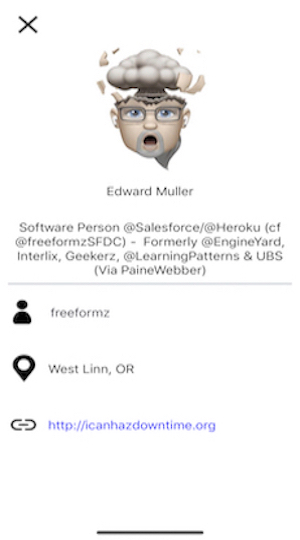 Edward Muller
Software Person @Salesforce/@Heroku (cf
@freeformzSFDC) - Formerly @EngineYard,
Interlix, Geekerz, @LearningPatterns & UBS
(Via PaineWebber)
freeformz
West Linn, OR
http://icanhazdowntime.org